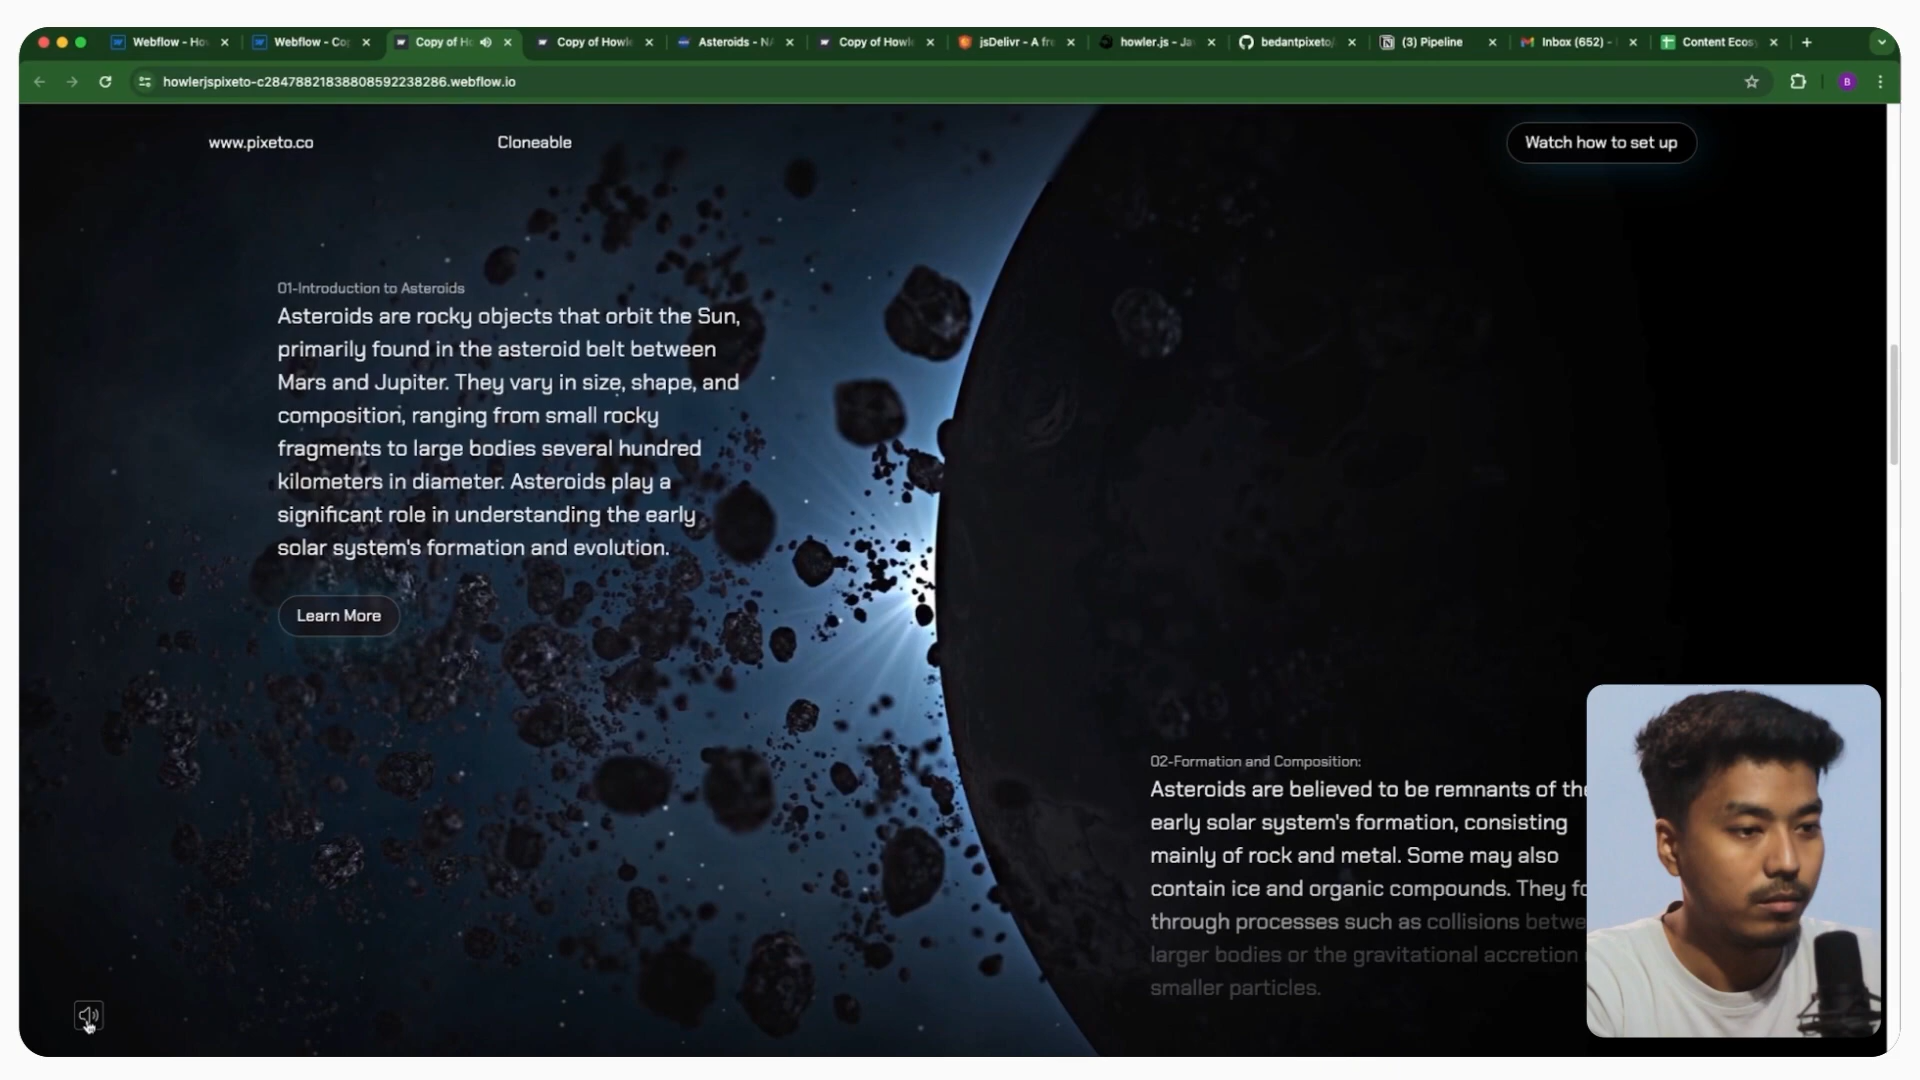 Webflow - Ho
Webflow - Co
Copy of H
Copy of Howl
Asteroids - N
Copy of Howl
jsDelivr - A fr
howler.js - Ja
bedantpixeto/
(3) Pipeline
Inbox (652) -
Content Ecos
howlerjspixeto-c28478821838808592238286.webflow.io
B
www.pixeto.co
Cloneable
Watch how to set up
01-Introduction to Asteroids
Asteroids are rocky objects that orbit the Sun,
primarily found in the asteroid belt between
Mars and Jupiter. They vary in size, shape, and
composition, ranging from small rocky
fragments to large bodies several hundred
kilometers in diameter. Asteroids play a
significant role in understanding the early
solar system's formation and evolution.
Learn More
02-Formation and Composition:
Asteroids are believed to be remnants of the
early solar system's formation, consisting
mainly of rock and metal. Some may also
contain ice and organic compounds. They fo
through processes such as collisions betwe
larger bodies or the gravitational accretion
smaller particles.